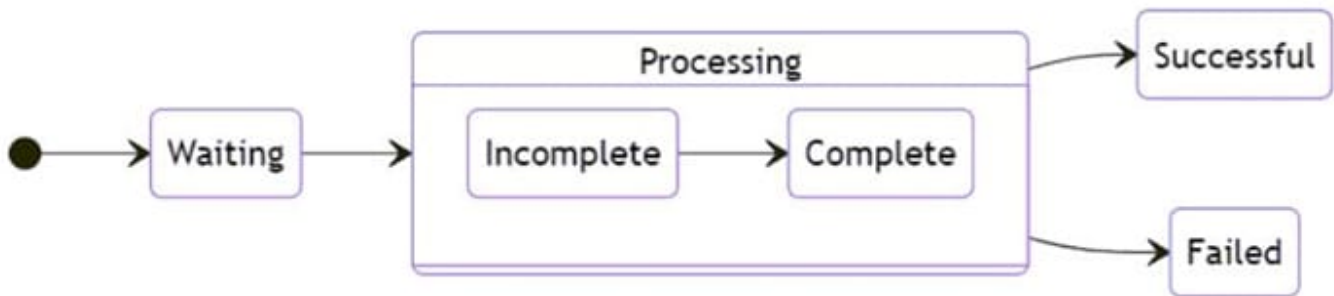 Processing
Successful
Waiting
Incomplete
Complete
Failed